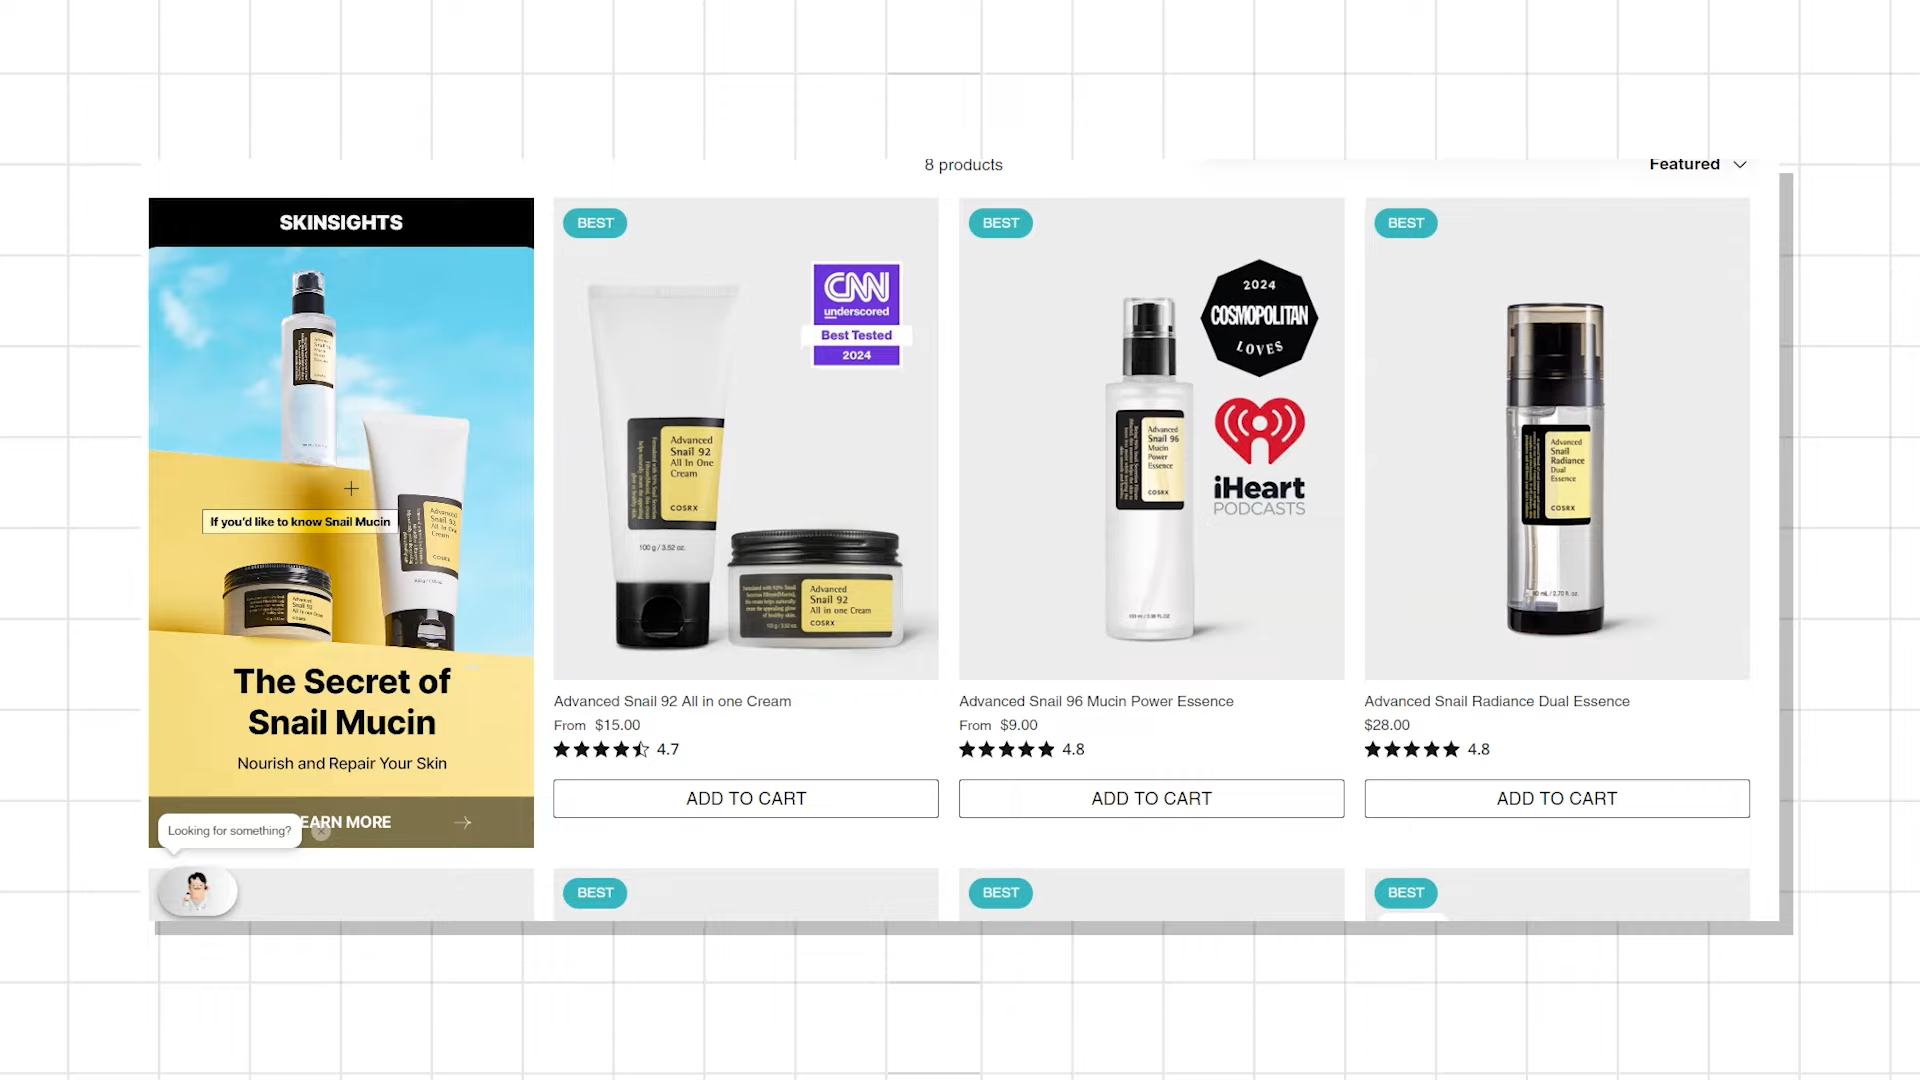 8 products
Featured
SKINSIGHTS
If you'd like to know Snail Mucin
The Secret of
Snail Mucin
Nourish and Repair Your Skin
EARN MORE
Looking for something?
BEST
CNN
underscored
Best Tested
2024
Advanced
Snail 92
All In One
Cream
COSRX
100 g / 3.52 oz.
Advanced
Snail 92
All in one Cream
COSRX
Advanced Snail 92 All in one Cream
From $15.00
4.7
ADD TO CART
BEST
2024
COSMOPOLITAN
LOVES
iHeart
PODCASTS
Advanced
Snail 96
Mucin
Power
Essence
COSRX
Advanced Snail 96 Mucin Power Essence
From $9.00
4.8
ADD TO CART
BEST
Advanced
Snail
Radiance
Dual
Essence
COSRX
Advanced Snail Radiance Dual Essence
$28.00
4.8
ADD TO CART
BEST
BEST
BEST